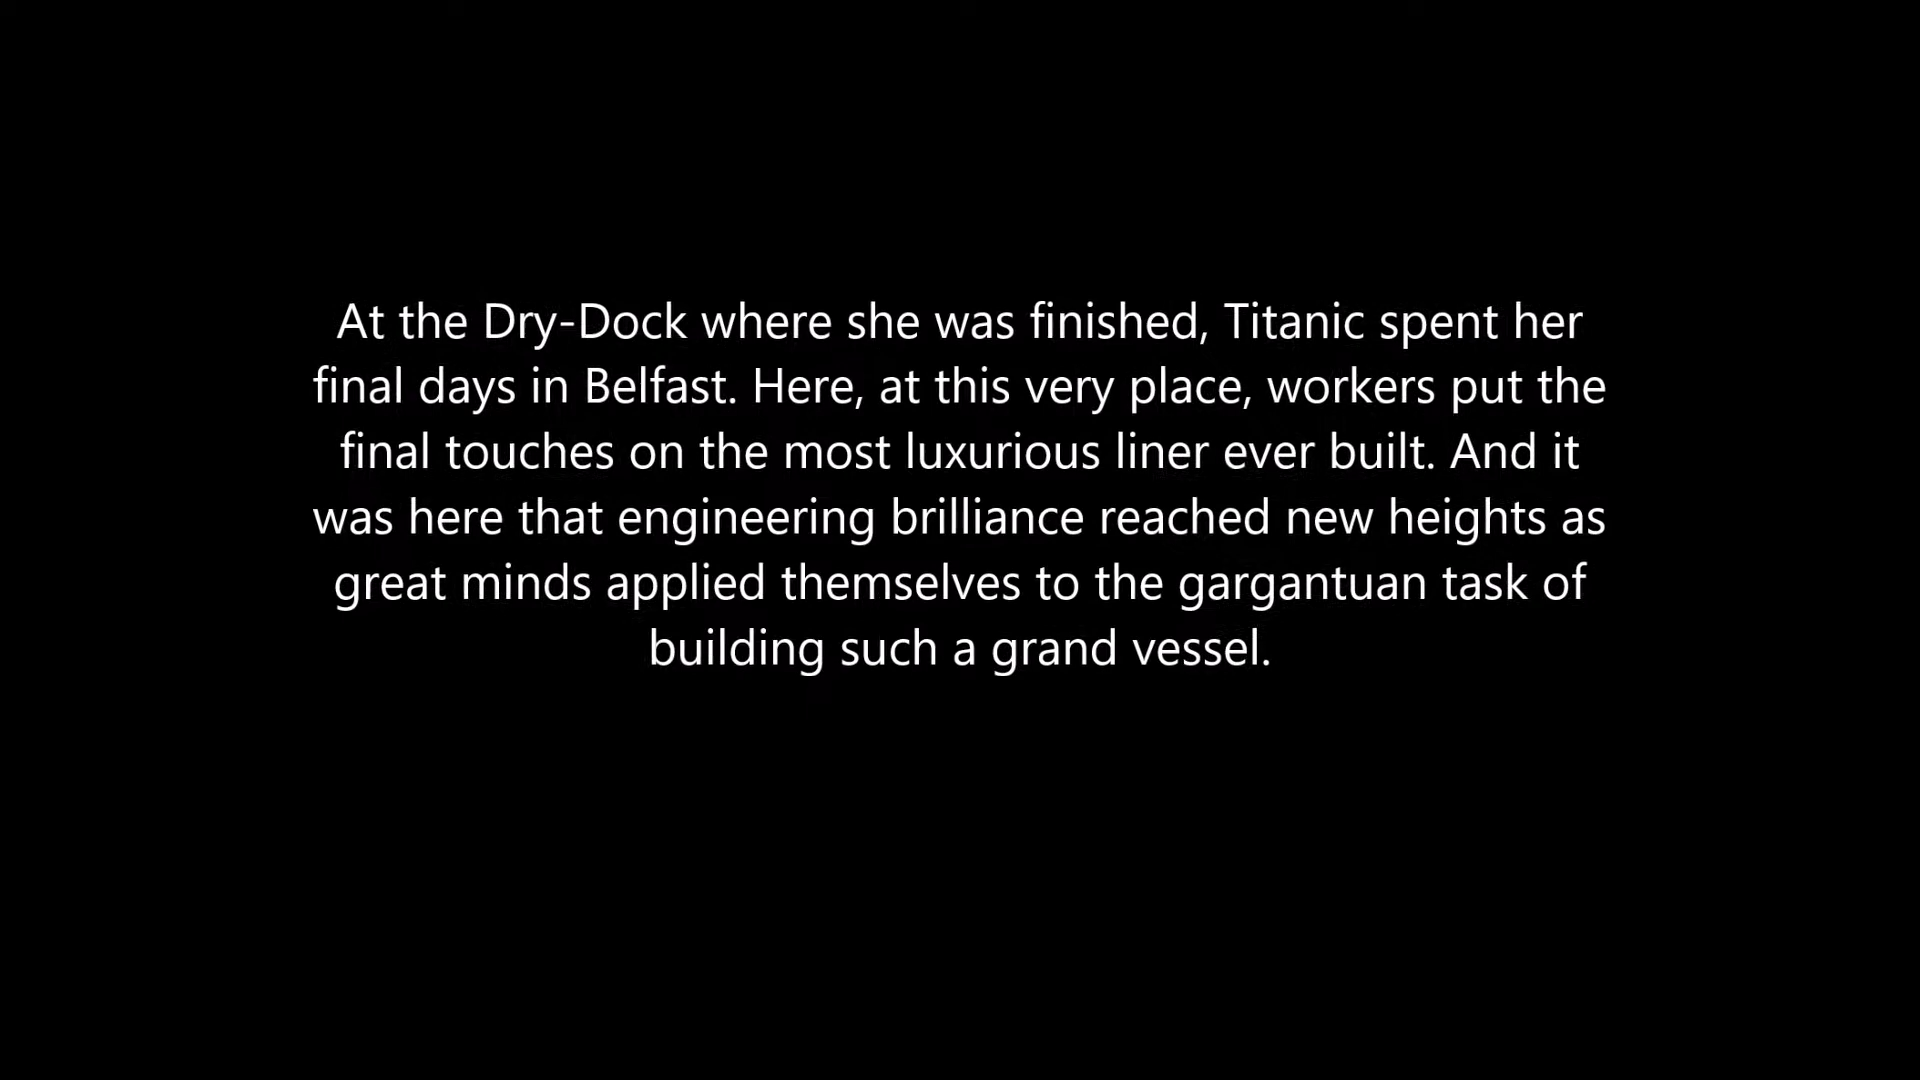 At the Dry-Dock where she was finished, Titanic spent her
final days in Belfast. Here, at this very place, workers put the
final touches on the most luxurious liner ever built. And it
was here that engineering brilliance reached new heights as
great minds applied themselves to the gargantuan task of
building such a grand vessel.